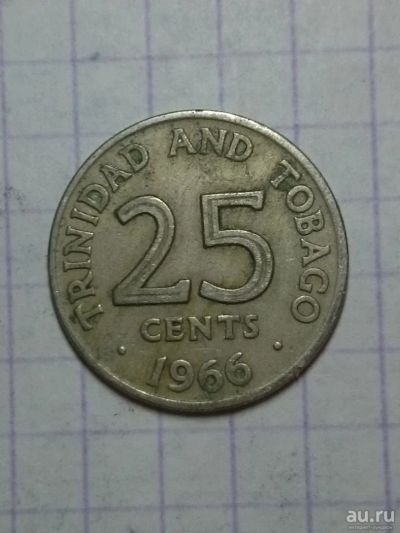 TRINIDAD AND TOBAGO
25
CENTS
· 1966 ·
au.ru